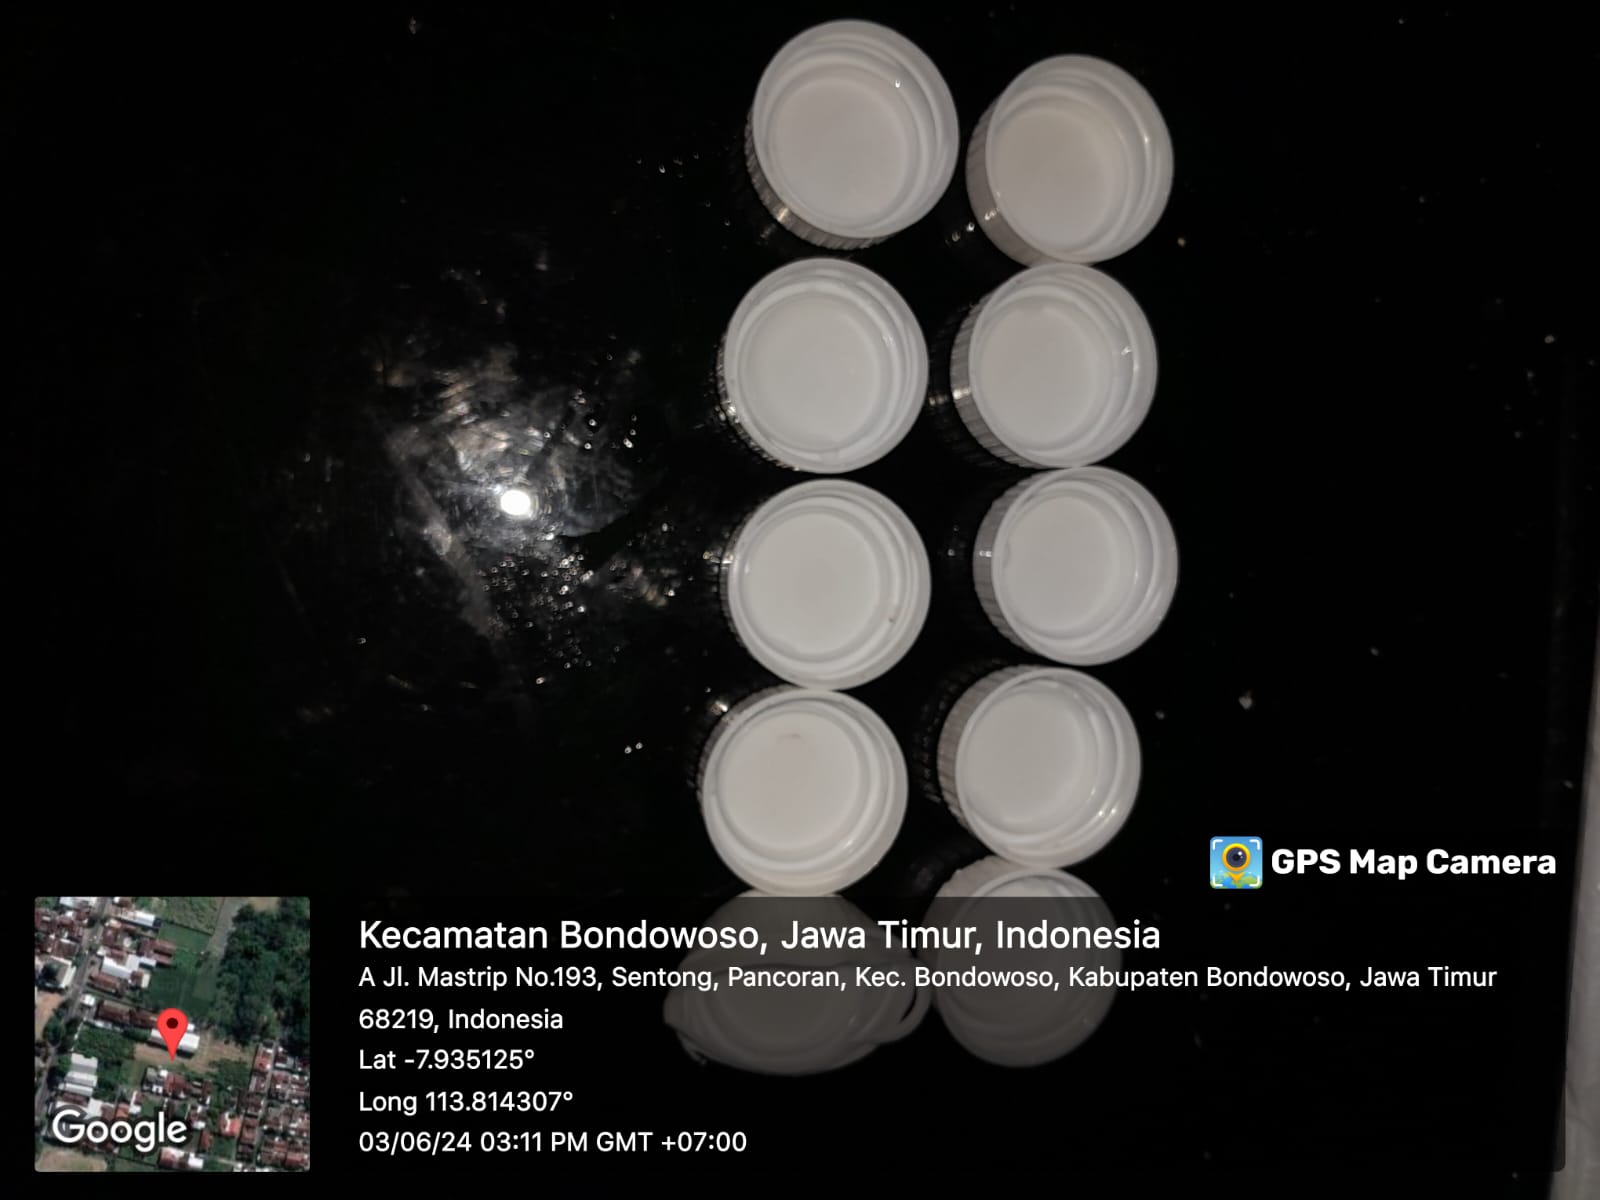 GPS Map Camera
Kecamatan Bondowoso, Jawa Timur, Indonesia
A Jl. Mastrip No.193, Sentong, Pancoran, Kec. Bondowoso, Kabupaten Bondowoso, Jawa Timur
68219, Indonesia
Lat -7.935125°
Long 113.814307°
03/06/24 03:11 PM GMT +07:00
Google